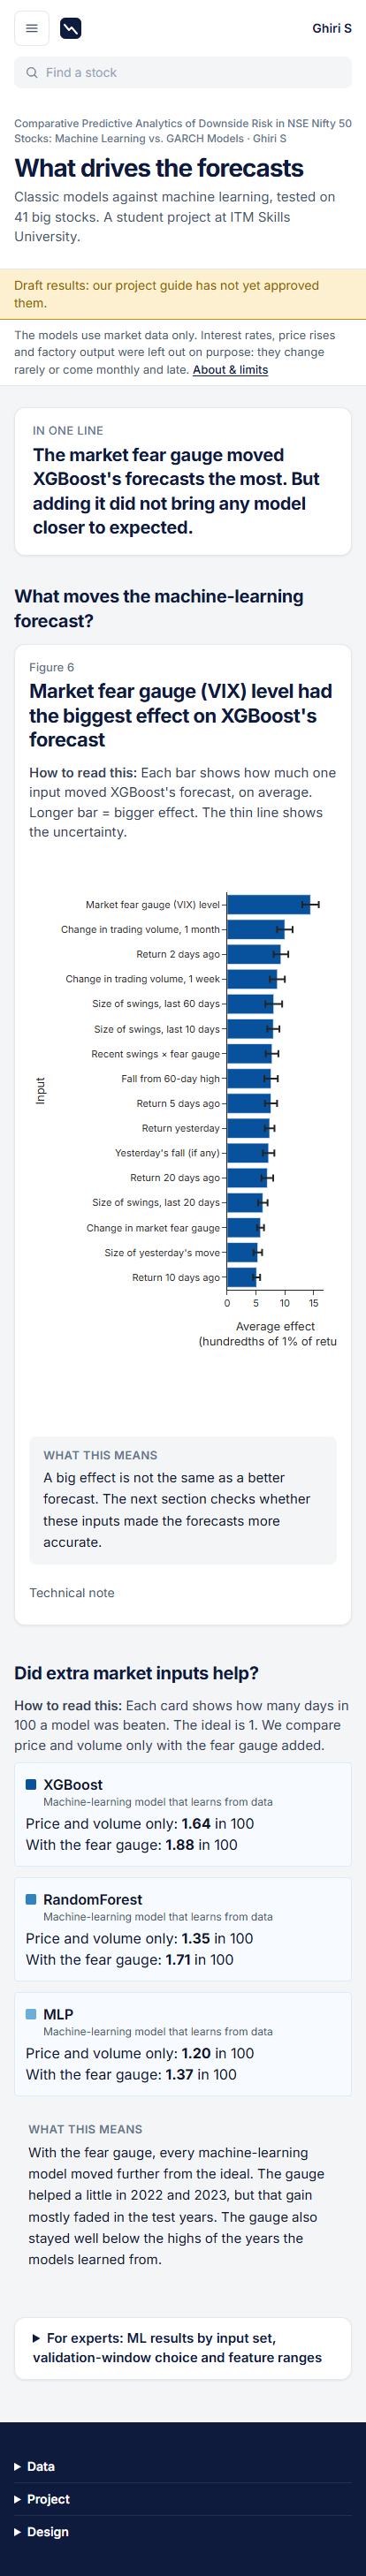 Ghiri S
Find a stock
Comparative Predictive Analytics of Downside Risk in NSE Nifty 50
Stocks: Machine Learning vs. GARCH Models · Ghiri S
What drives the forecasts
Classic models against machine learning, tested on
41 big stocks. A student project at ITM Skills
University.
Draft results: our project guide has not yet approved
them.
The models use market data only. Interest rates, price rises
and factory output were left out on purpose: they change
rarely or come monthly and late. About & limits
IN ONE LINE
The market fear gauge moved
XGBoost's forecasts the most. But
adding it did not bring any model
closer to expected.
What moves the machine-learning
forecast?
Figure 6
Market fear gauge (VIX) level had
the biggest effect on XGBoost's
forecast
How to read this: Each bar shows how much one
input moved XGBoost's forecast, on average.
Longer bar = bigger effect. The thin line shows
the uncertainty.
Market fear gauge (VIX) level
Change in trading volume, 1 month
Return 2 days ago
Change in trading volume, 1 week
Size of swings, last 60 days
Size of swings, last 10 days
Recent swings × fear gauge
Fall from 60-day high
Return 5 days ago
Return yesterday
Yesterday's fall (if any)
Return 20 days ago
Size of swings, last 20 days
Change in market fear gauge
Size of yesterday's move
Return 10 days ago
Input
0 5 10 15
Average effect
(hundredths of 1% of retu
WHAT THIS MEANS
A big effect is not the same as a better
forecast. The next section checks whether
these inputs made the forecasts more
accurate.
Technical note
Did extra market inputs help?
How to read this: Each card shows how many days in
100 a model was beaten. The ideal is 1. We compare
price and volume only with the fear gauge added.
XGBoost
Machine-learning model that learns from data
Price and volume only: 1.64 in 100
With the fear gauge: 1.88 in 100
RandomForest
Machine-learning model that learns from data
Price and volume only: 1.35 in 100
With the fear gauge: 1.71 in 100
MLP
Machine-learning model that learns from data
Price and volume only: 1.20 in 100
With the fear gauge: 1.37 in 100
WHAT THIS MEANS
With the fear gauge, every machine-learning
model moved further from the ideal. The gauge
helped a little in 2022 and 2023, but that gain
mostly faded in the test years. The gauge also
stayed well below the highs of the years the
models learned from.
For experts: ML results by input set,
validation-window choice and feature ranges
Data
Project
Design